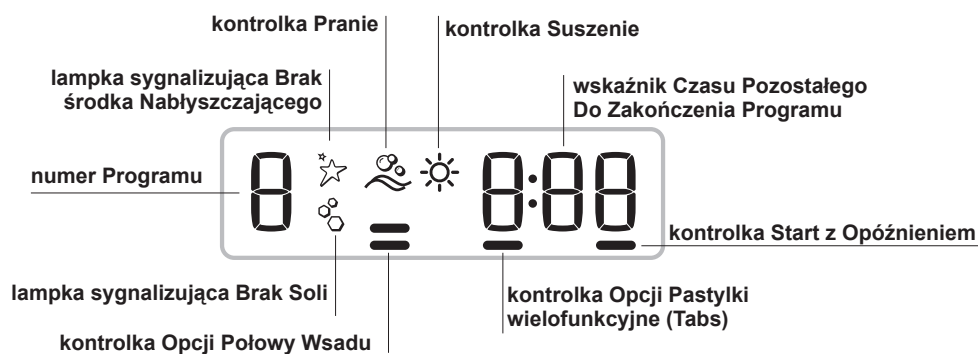 kontrolka Pranie
kontrolka Suszenie
lampka sygnalizująca Brak
środka Nabłyszczającego
wskaźnik Czasu Pozostałego
Do Zakończenia Programu
numer Programu
8
8:88
kontrolka Start z Opóźnieniem
lampka sygnalizująca Brak Soli
kontrolka Opcji Pastylki
wielofunkcyjne (Tabs)
kontrolka Opcji Połowy Wsadu